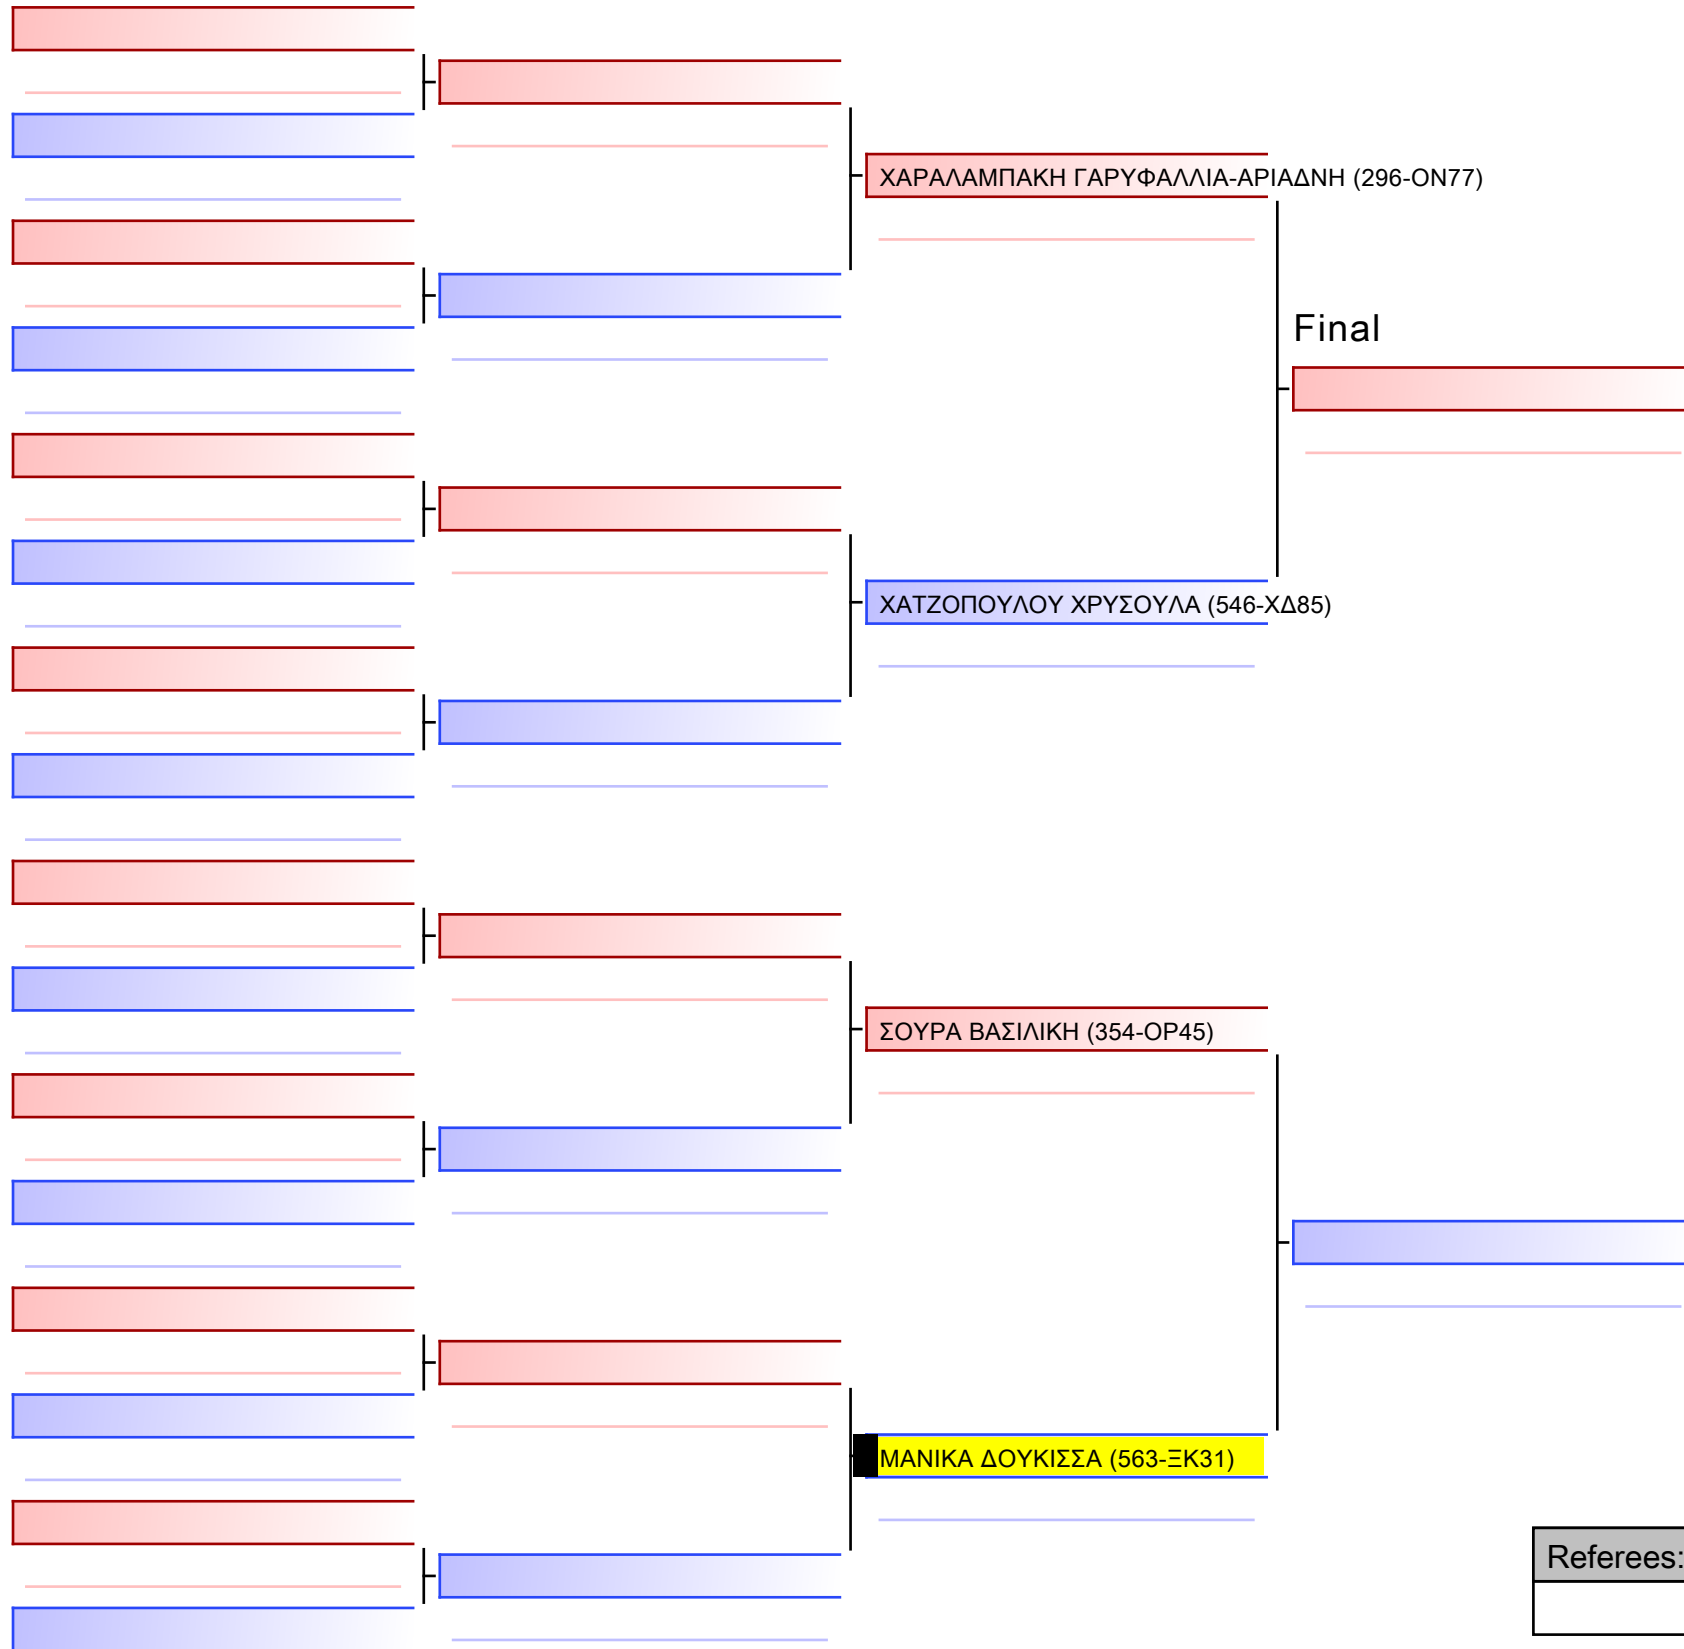 ΧΑΡΑΛΑΜΠΑΚΗ ΓΑΡΥΦΑΛΛΙΑ-ΑΡΙΑΔΝΗ (296-ΟΝ77)
Final
ΧΑΤΖΟΠΟΥΛΟΥ ΧΡΥΣΟΥΛΑ (546-ΧΔ85)
ΣΟΥΡΑ ΒΑΣΙΛΙΚΗ (354-ΟΡ45)
ΜΑΝΙΚΑ ΔΟΥΚΙΣΣΑ (563-ΞΚ31)
Referees: